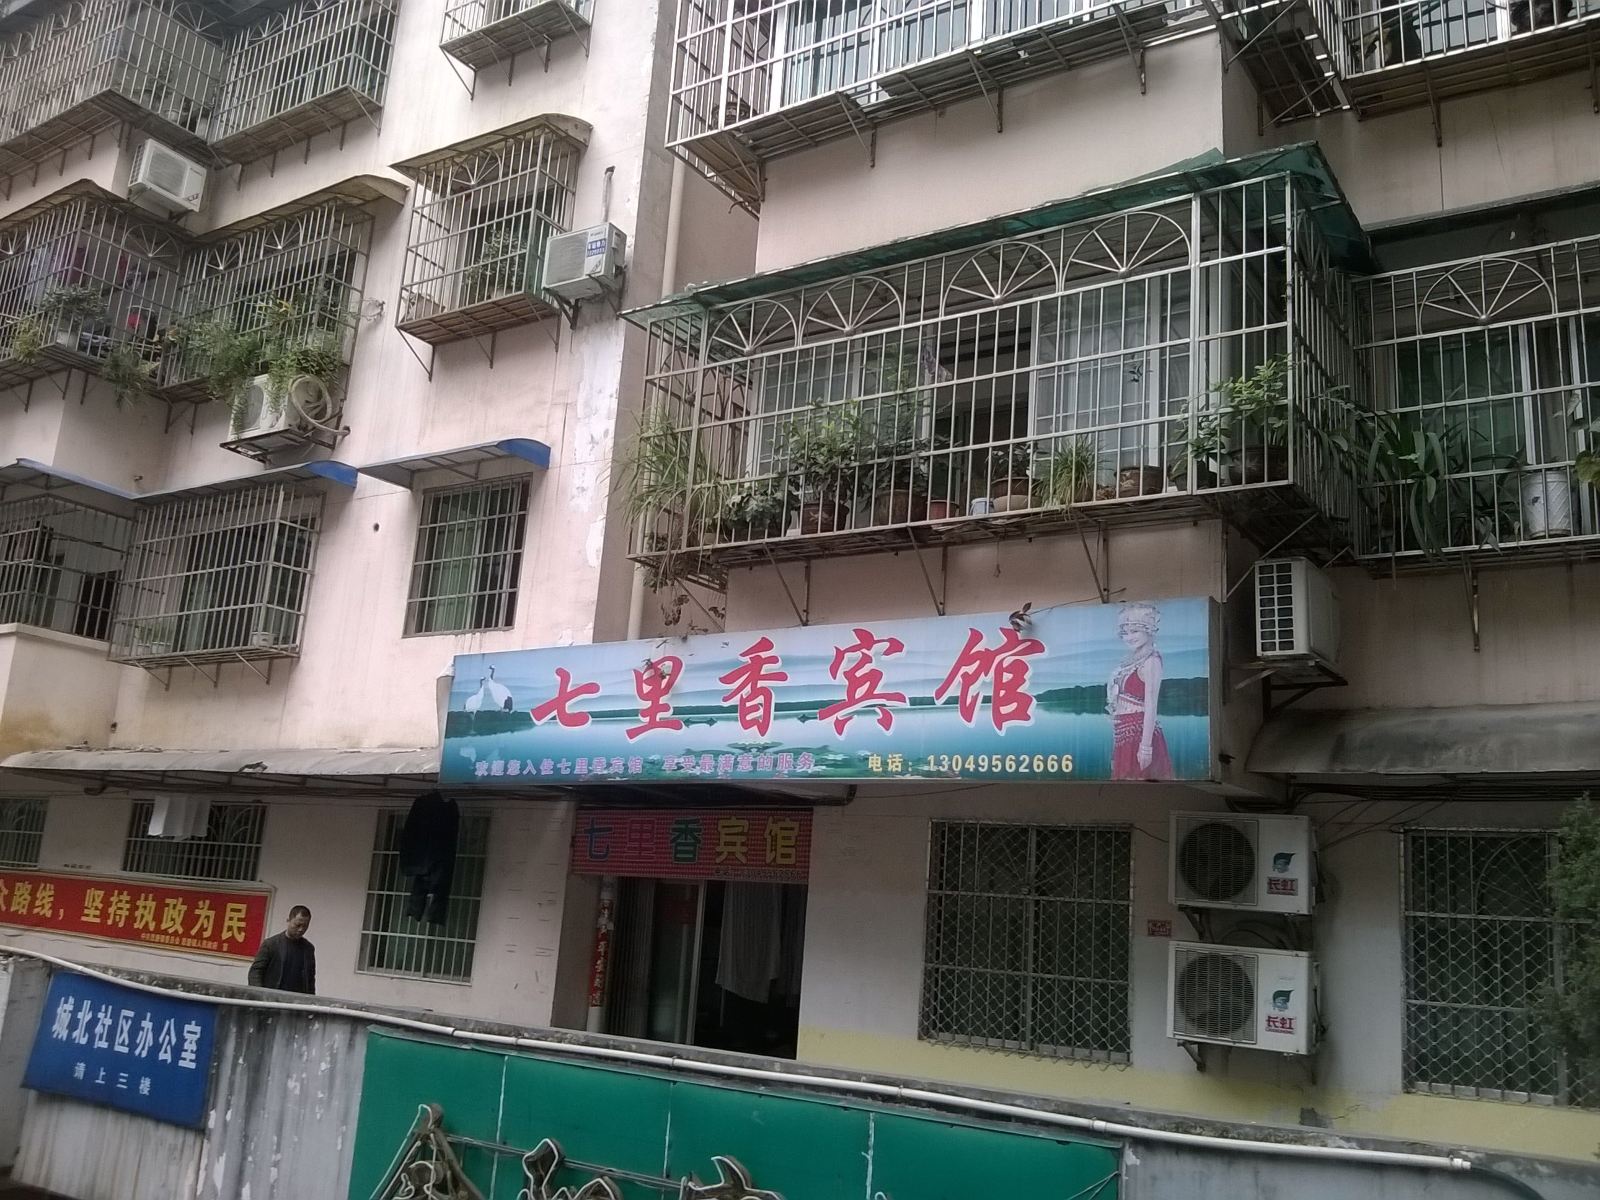 七里香宾馆
欢迎您入住七里香宾馆 享受最满意的服务 电话：13049562666
七里香宾馆
众路线，坚持执政为民
城北社区办公室
请上三楼
长虹
长虹